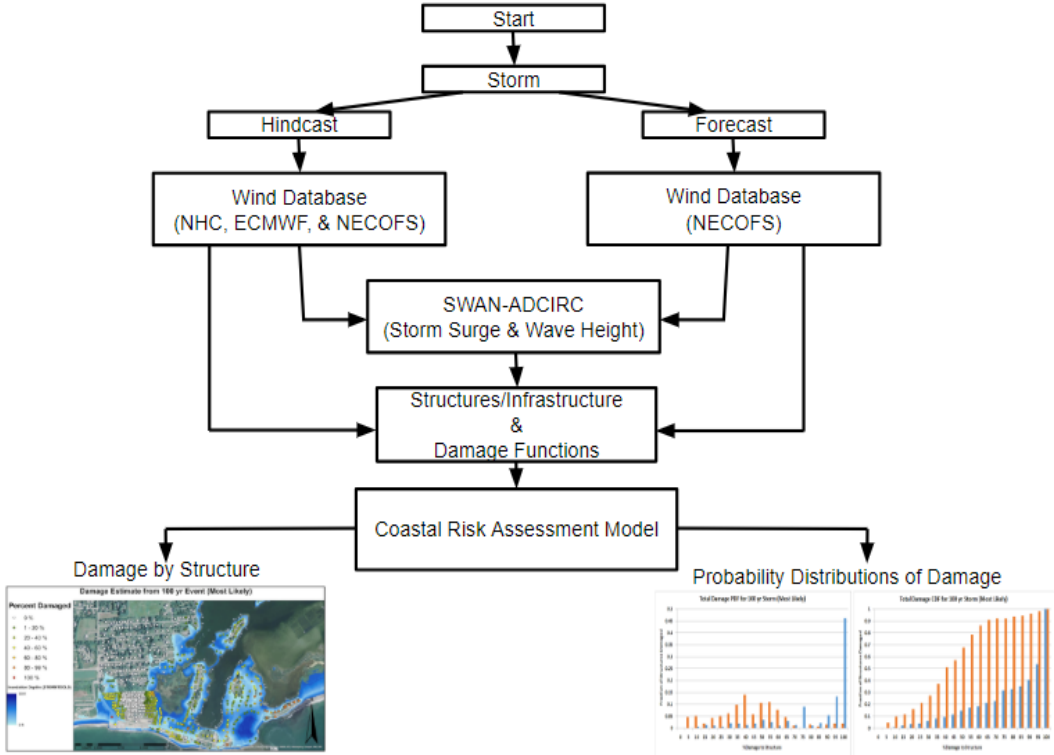 Start
Storm
Hindcast
Forecast
Wind Database
(NHC, ECMWF, & NECOFS)
Wind Database
(NECOFS)
SWAN-ADCIRC
(Storm Surge & Wave Height)
Structures/Infrastructure
&
Damage Functions
Coastal Risk Assessment Model
Damage by Structure
Damage Estimate from 100 yr Event (Most Likely)
Percent Damaged
0 %
1 - 20 %
20 - 40 %
40 - 60 %
60 - 80 %
80 - 99 %
100 %
Probability Distributions of Damage
Total Damage PDF for 100 yr Storm (Most Likely)
Total Damage CDF for 100 yr Storm (Most Likely)